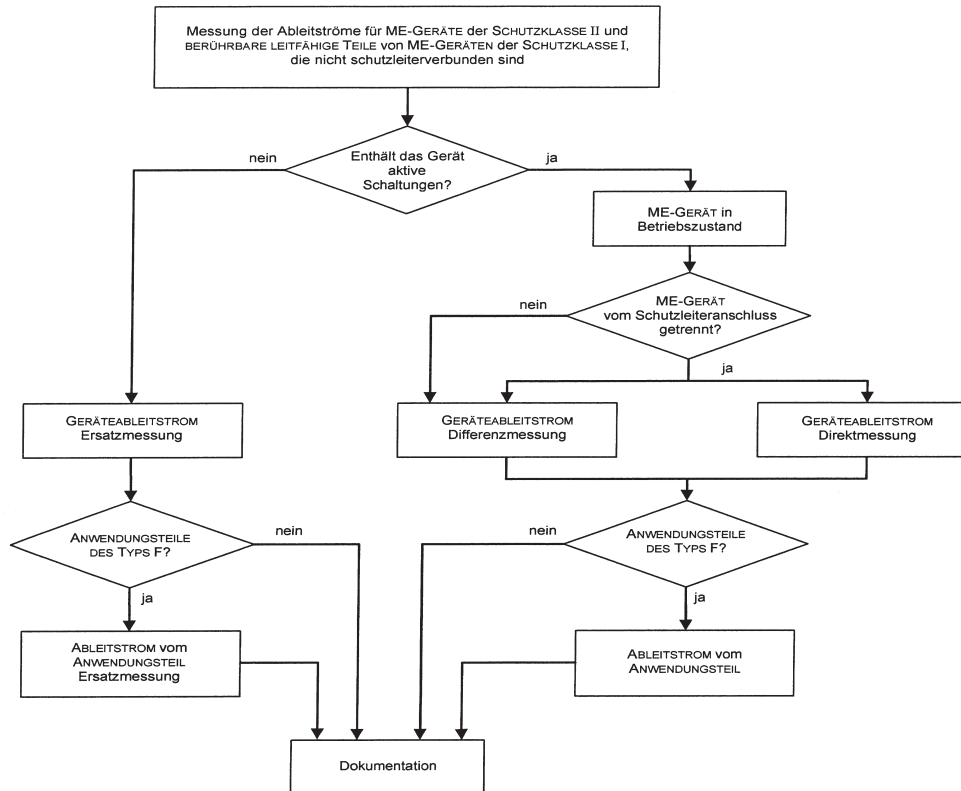 Messung der Ableitströme für ME-GERÄTE der SCHUTZKLASSE II und
BERÜHRBARE LEITFÄHIGE TEILE von ME-GERÄTEN der SCHUTZKLASSE I,
die nicht schutzleiterverbunden sind
nein
Enthält das Gerät
aktive
Schaltungen?
ja
ME-GERÄT in
Betriebszustand
nein
ME-GERÄT
vom Schutzleiteranschluss
getrennt?
ja
GERÄTEABLEITSTROM
Ersatzmessung
GERÄTEABLEITSTROM
Differenzmessung
GERÄTEABLEITSTROM
Direktmessung
ANWENDUNGSTEILE
DES TYPS F?
nein
ja
nein
ANWENDUNGSTEILE
DES TYPS F?
ja
ABLEITSTROM vom
ANWENDUNGSTEIL
Ersatzmessung
ABLEITSTROM vom
ANWENDUNGSTEIL
Dokumentation